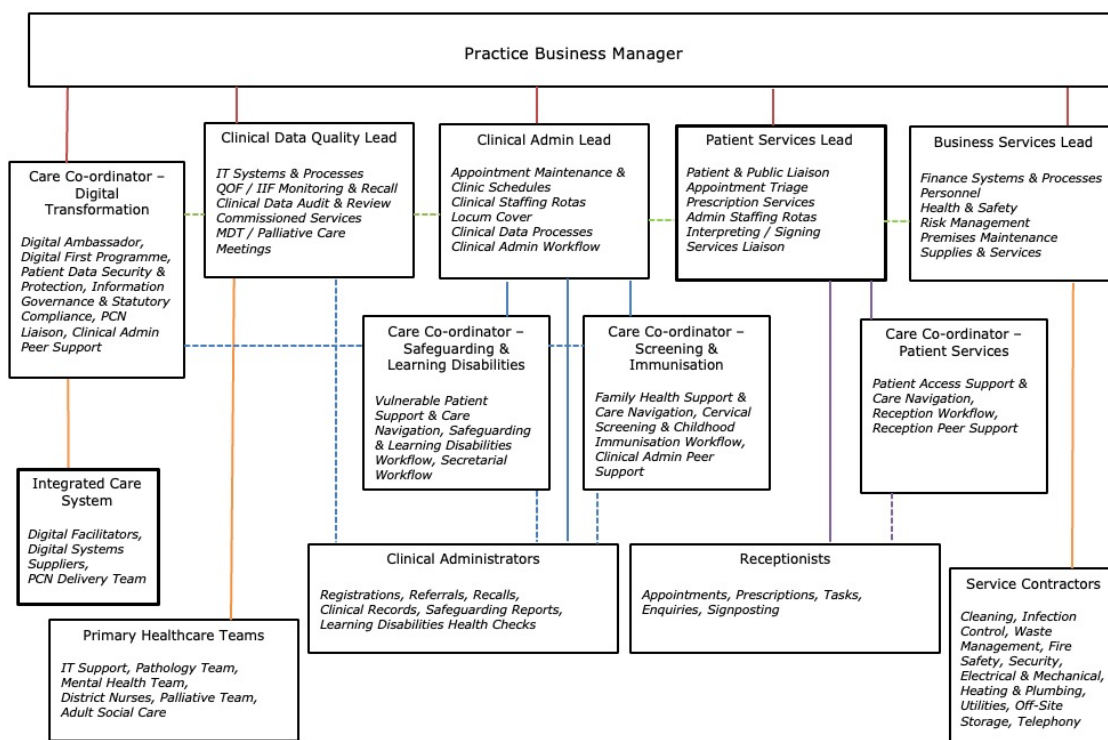 Practice Business Manager
Care Co-ordinator –
Digital
Transformation
Digital Ambassador,
Digital First Programme,
Patient Data Security &
Protection, Information
Governance & Statutory
Compliance, PCN
Liaison, Clinical Admin
Peer Support
Clinical Data Quality Lead
IT Systems & Processes
QOF / IIF Monitoring & Recall
Clinical Data Audit & Review
Commissioned Services
MDT / Palliative Care
Meetings
Clinical Admin Lead
Appointment Maintenance &
Clinic Schedules
Clinical Staffing Rotas
Locum Cover
Clinical Data Processes
Clinical Admin Workflow
Patient Services Lead
Patient & Public Liaison
Appointment Triage
Prescription Services
Admin Staffing Rotas
Interpreting / Signing
Services Liaison
Business Services Lead
Finance Systems & Processes
Personnel
Health & Safety
Risk Management
Premises Maintenance
Supplies & Services
Care Co-ordinator –
Safeguarding &
Learning Disabilities
Vulnerable Patient
Support & Care
Navigation, Safeguarding
& Learning Disabilities
Workflow, Secretarial
Workflow
Care Co-ordinator –
Screening &
Immunisation
Family Health Support &
Care Navigation, Cervical
Screening & Childhood
Immunisation Workflow,
Clinical Admin Peer
Support
Care Co-ordinator –
Patient Services
Patient Access Support &
Care Navigation,
Reception Workflow,
Reception Peer Support
Integrated Care
System
Digital Facilitators,
Digital Systems
Suppliers,
PCN Delivery Team
Clinical Administrators
Registrations, Referrals, Recalls,
Clinical Records, Safeguarding Reports,
Learning Disabilities Health Checks
Receptionists
Appointments, Prescriptions, Tasks,
Enquiries, Signposting
Service Contractors
Cleaning, Infection
Control, Waste
Management, Fire
Safety, Security,
Electrical & Mechanical,
Heating & Plumbing,
Utilities, Off-Site
Storage, Telephony
Primary Healthcare Teams
IT Support, Pathology Team,
Mental Health Team,
District Nurses, Palliative Team,
Adult Social Care